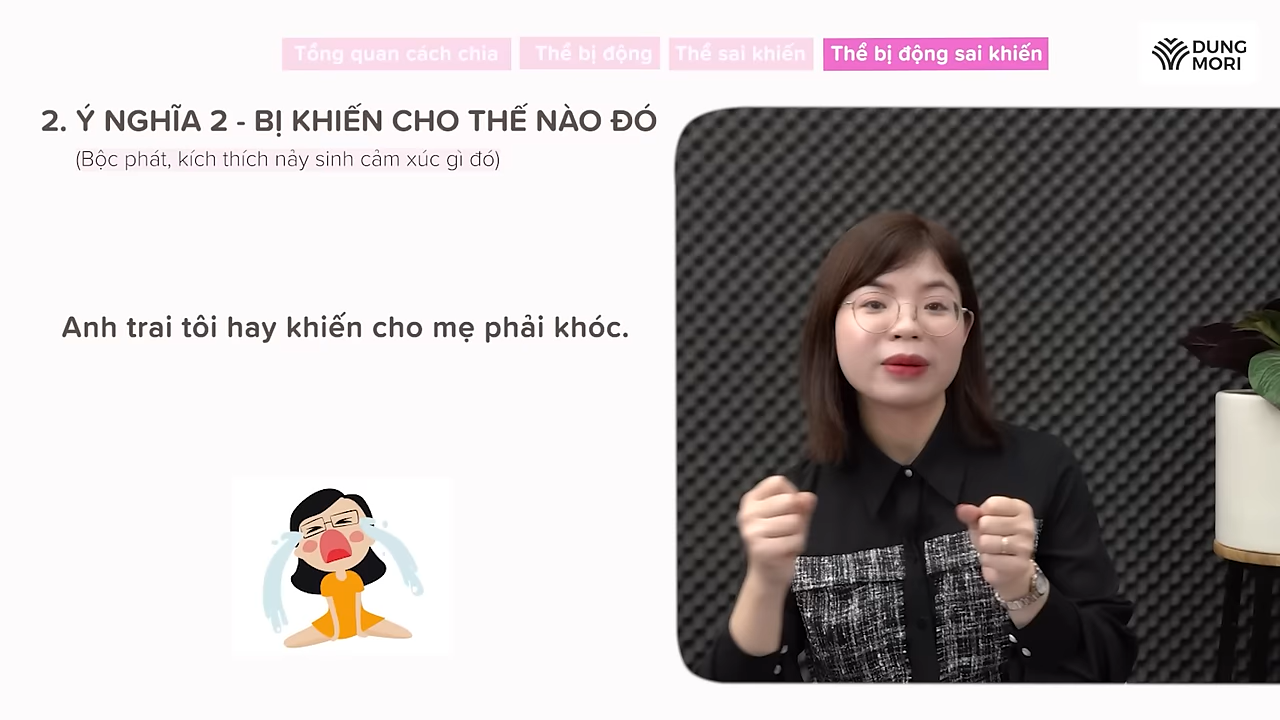 Tổng quan cách chia
Thể bị động
Thể sai khiến
Thể bị động sai khiến
DUNG
MORI
2. Ý NGHĨA 2 - BỊ KHIẾN CHO THẾ NÀO ĐÓ
(Bộc phát, kích thích nảy sinh cảm xúc gì đó)
Anh trai tôi hay khiến cho mẹ phải khóc.